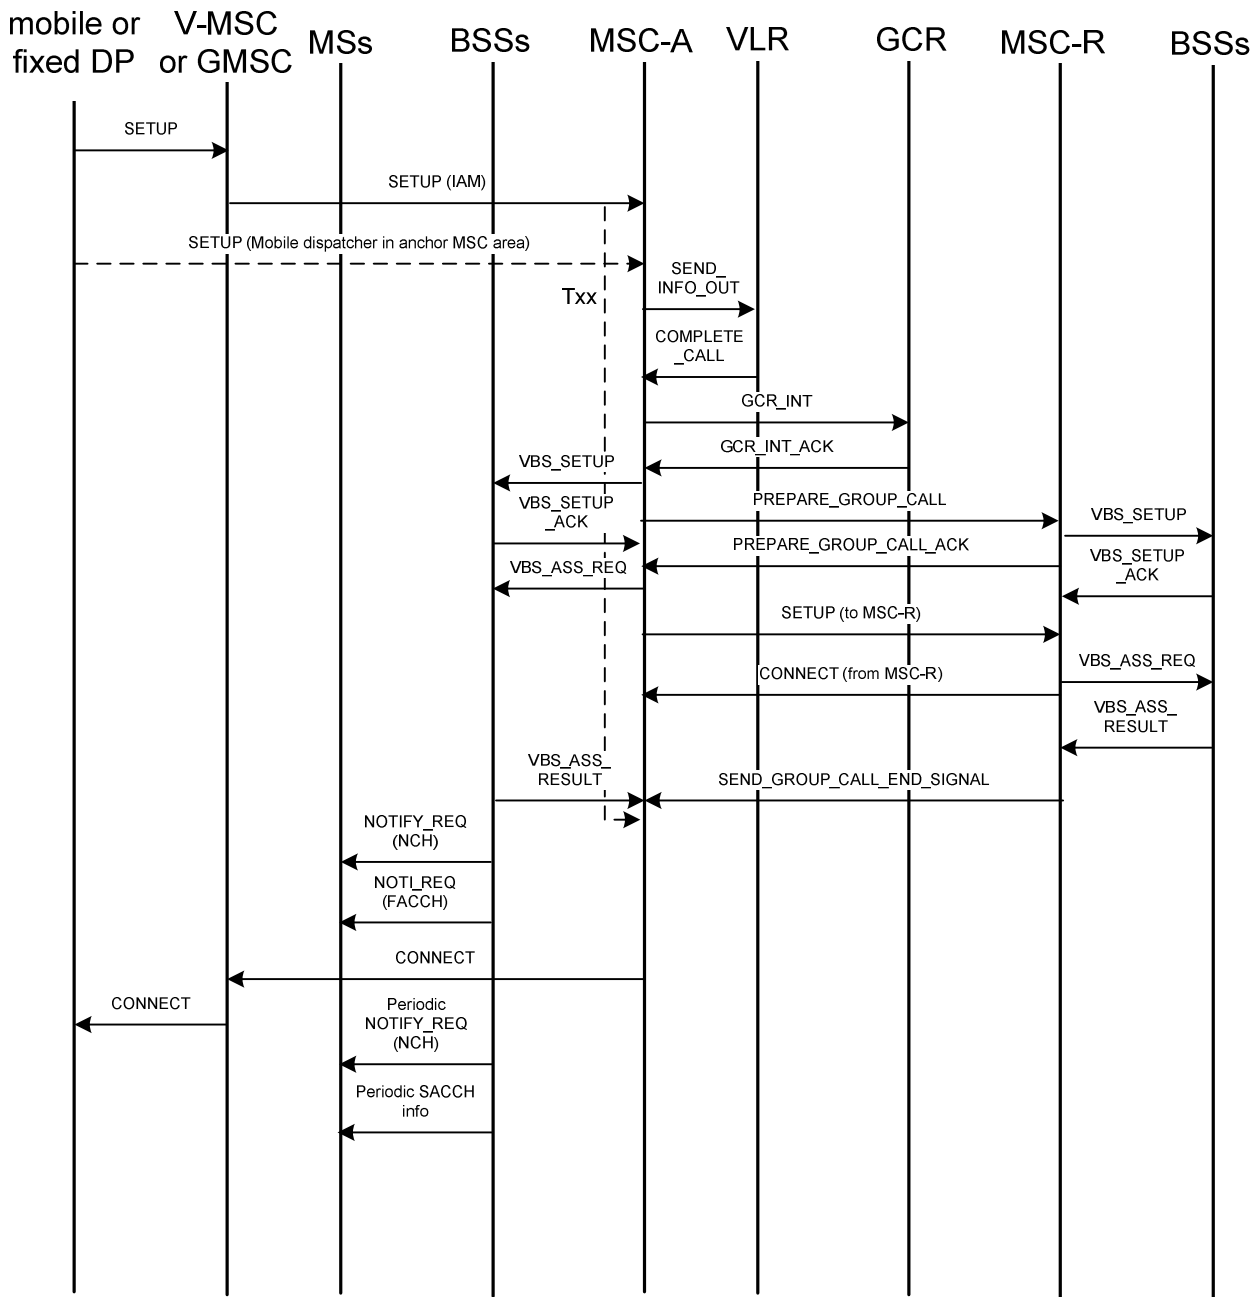 mobile or
fixed DP
V-MSC
or GMSC
MSs
BSSs
MSC-A
VLR
GCR
MSC-R
BSSs
SETUP
SETUP (IAM)
SETUP (Mobile dispatcher in anchor MSC area)
SEND_
INFO_OUT
Txx
COMPLETE
_CALL
GCR_INT
GCR_INT_ACK
VBS_SETUP
PREPARE_GROUP_CALL
VBS_SETUP
VBS_SETUP
_ACK
PREPARE_GROUP_CALL_ACK
VBS_SETUP
_ACK
VBS_ASS_REQ
SETUP (to MSC-R)
VBS_ASS_REQ
CONNECT (from MSC-R)
VBS_ASS_
RESULT
VBS_ASS_
RESULT
SEND_GROUP_CALL_END_SIGNAL
NOTIFY_REQ
(NCH)
NOTI_REQ
(FACCH)
CONNECT
CONNECT
Periodic
NOTIFY_REQ
(NCH)
Periodic SACCH
info